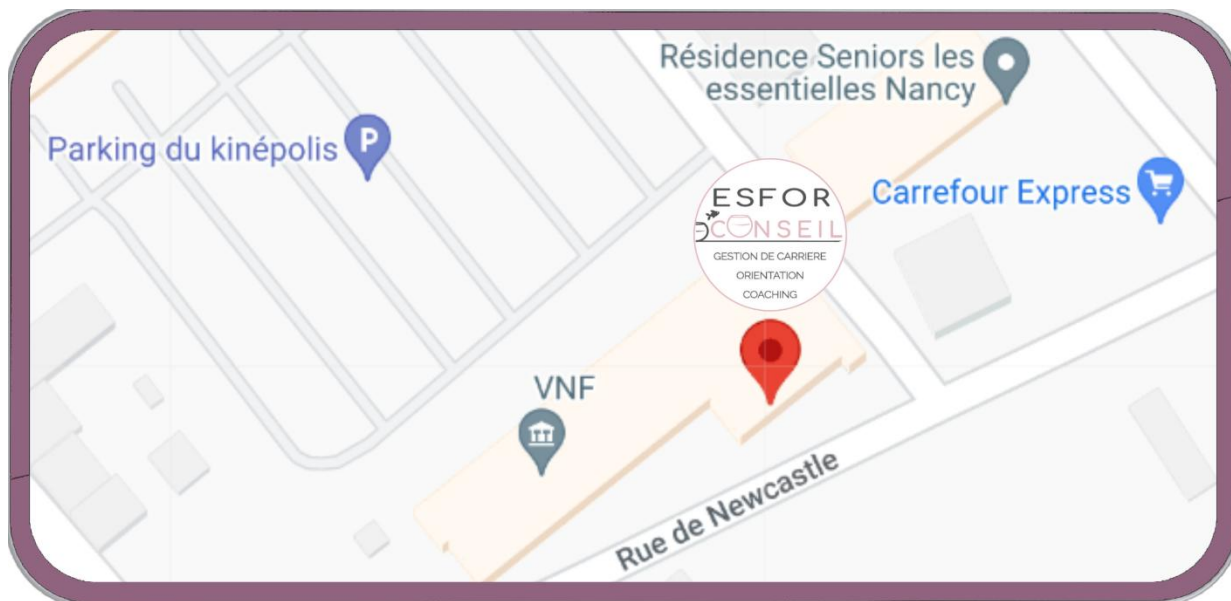 Résidence Seniors les
essentielles Nancy
Parking du kinépolis
P
Carrefour Express
ESFOR
CONSEIL
GESTION DE CARRIERE
ORIENTATION
COACHING
VNF
Rue de Newcastle